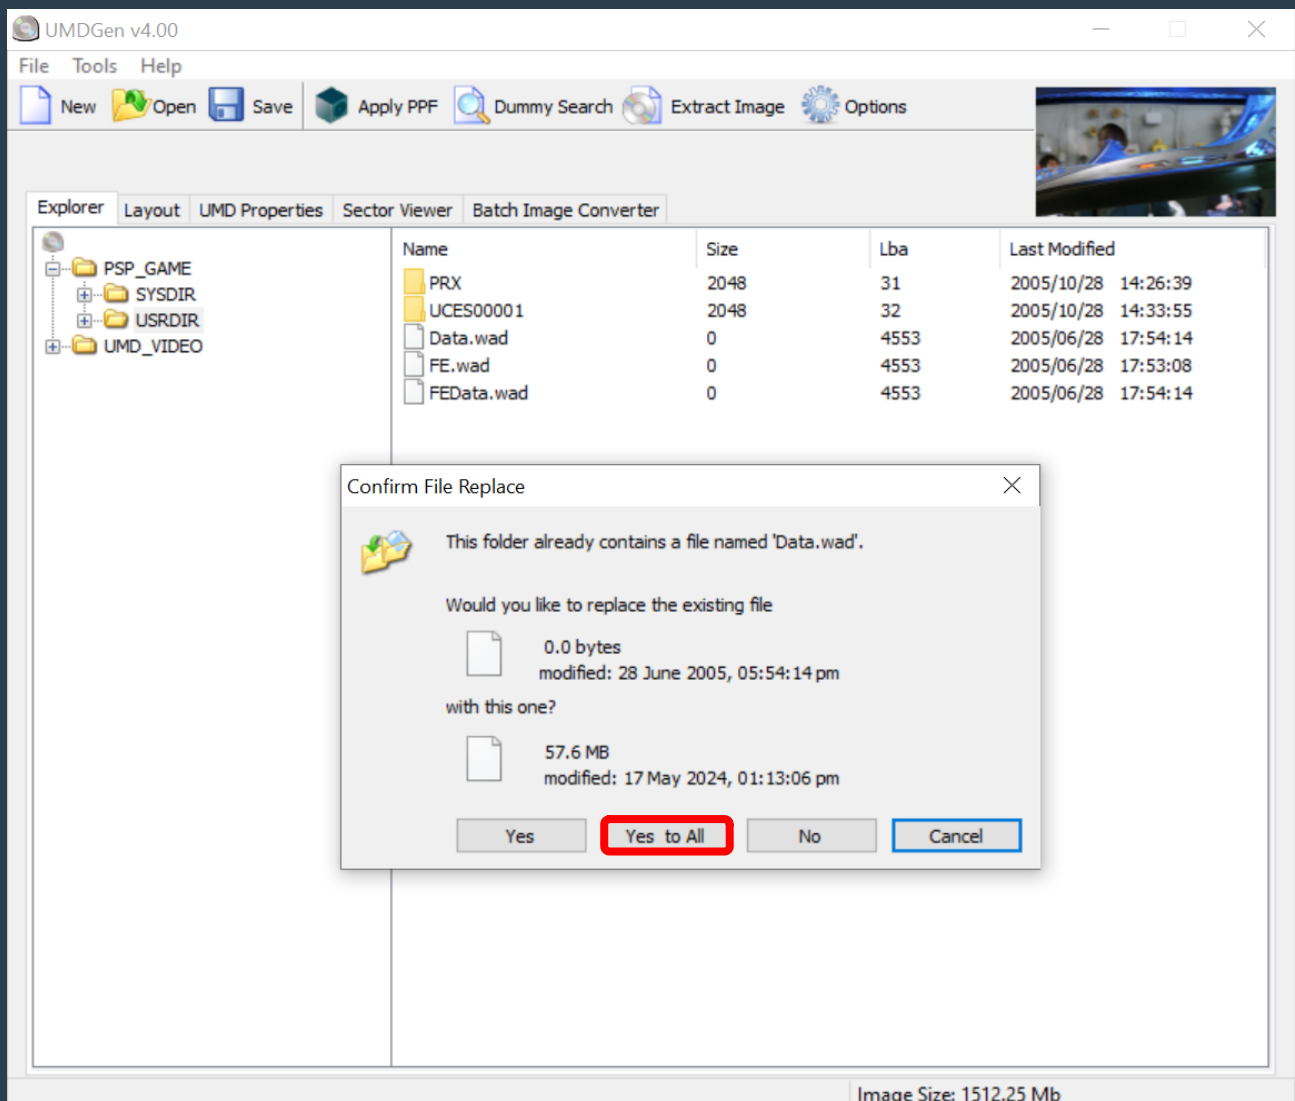 UMDGen v4.00
File Tools Help
New Open Save Apply PPF Dummy Search Extract Image Options
Explorer Layout UMD Properties Sector Viewer Batch Image Converter
PSP_GAME
SYSDIR
USRDIR
UMD_VIDEO
Name Size Lba Last Modified
PRX 2048 31 2005/10/28 14:26:39
UCES00001 2048 32 2005/10/28 14:33:55
Data.wad 0 4553 2005/06/28 17:54:14
FE.wad 0 4553 2005/06/28 17:53:08
FEData.wad 0 4553 2005/06/28 17:54:14
Confirm File Replace
This folder already contains a file named 'Data.wad'.
Would you like to replace the existing file
0.0 bytes
modified: 28 June 2005, 05:54:14 pm
with this one?
57.6 MB
modified: 17 May 2024, 01:13:06 pm
Yes Yes to All No Cancel
Image Size: 1512.25 Mb